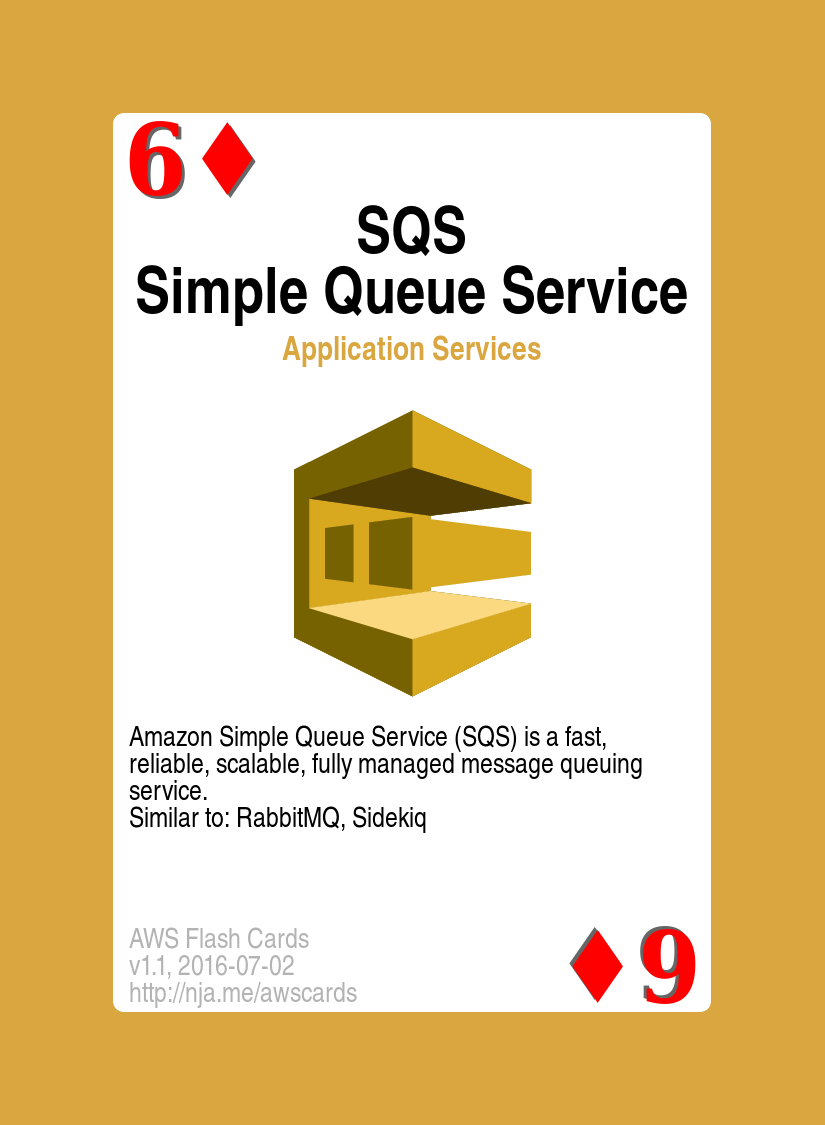 6♦
SQS
Simple Queue Service
Application Services
Amazon Simple Queue Service (SQS) is a fast,
reliable, scalable, fully managed message queuing
service.
Similar to: RabbitMQ, Sidekiq
AWS Flash Cards
v1.1, 2016-07-02
http://nja.me/awscards
6♦